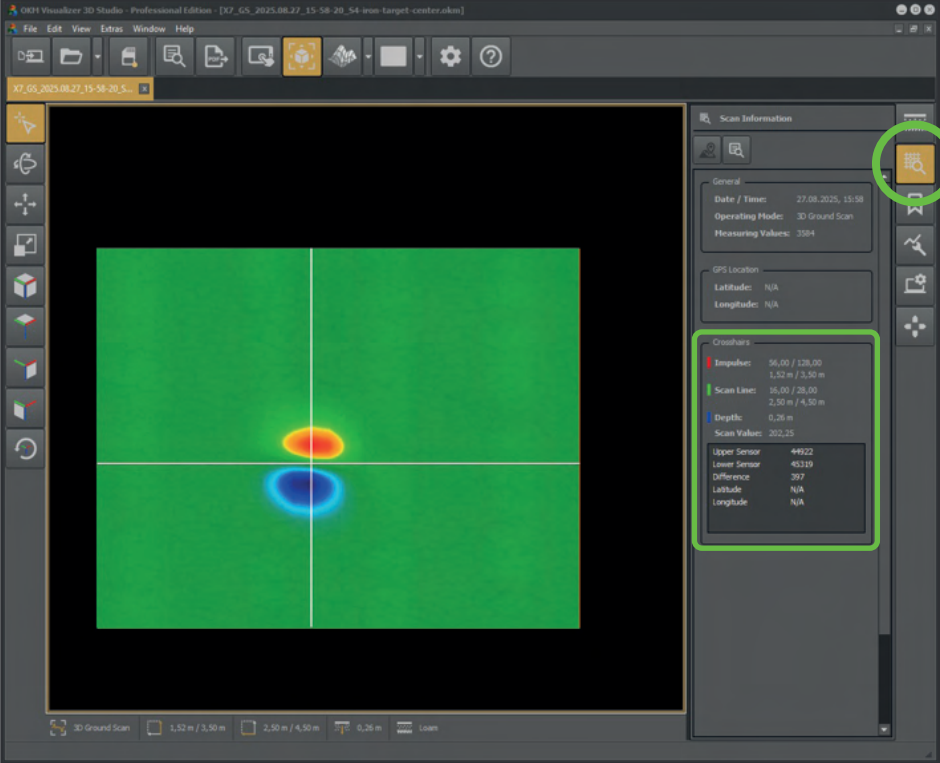 OKM Visualizer 3D Studio - Professional Edition - [X7_GS_2025.08.27_15-58-20_S4-iron-target-center.okm]
File Edit View Extras Window Help
PDF
X7_GS_2025.08.27_15-58-20_S...
Scan Information
General
Date / Time: 27.08.2025, 15:58
Operating Mode: 3D Ground Scan
Measuring Values: 3584
GPS Location
Latitude: N/A
Longitude: N/A
Crosshairs
Impulse: 56,00 / 128,00
1,52 m / 3,50 m
Scan Line: 16,00 / 28,00
2,50 m / 4,50 m
Depth: 0,26 m
Scan Value: 202,25
Upper Sensor 44922
Lower Sensor 45319
Difference 397
Latitude N/A
Longitude N/A
3D Ground Scan 1,52 m / 3,50 m 2,50 m / 4,50 m 0,26 m Loam